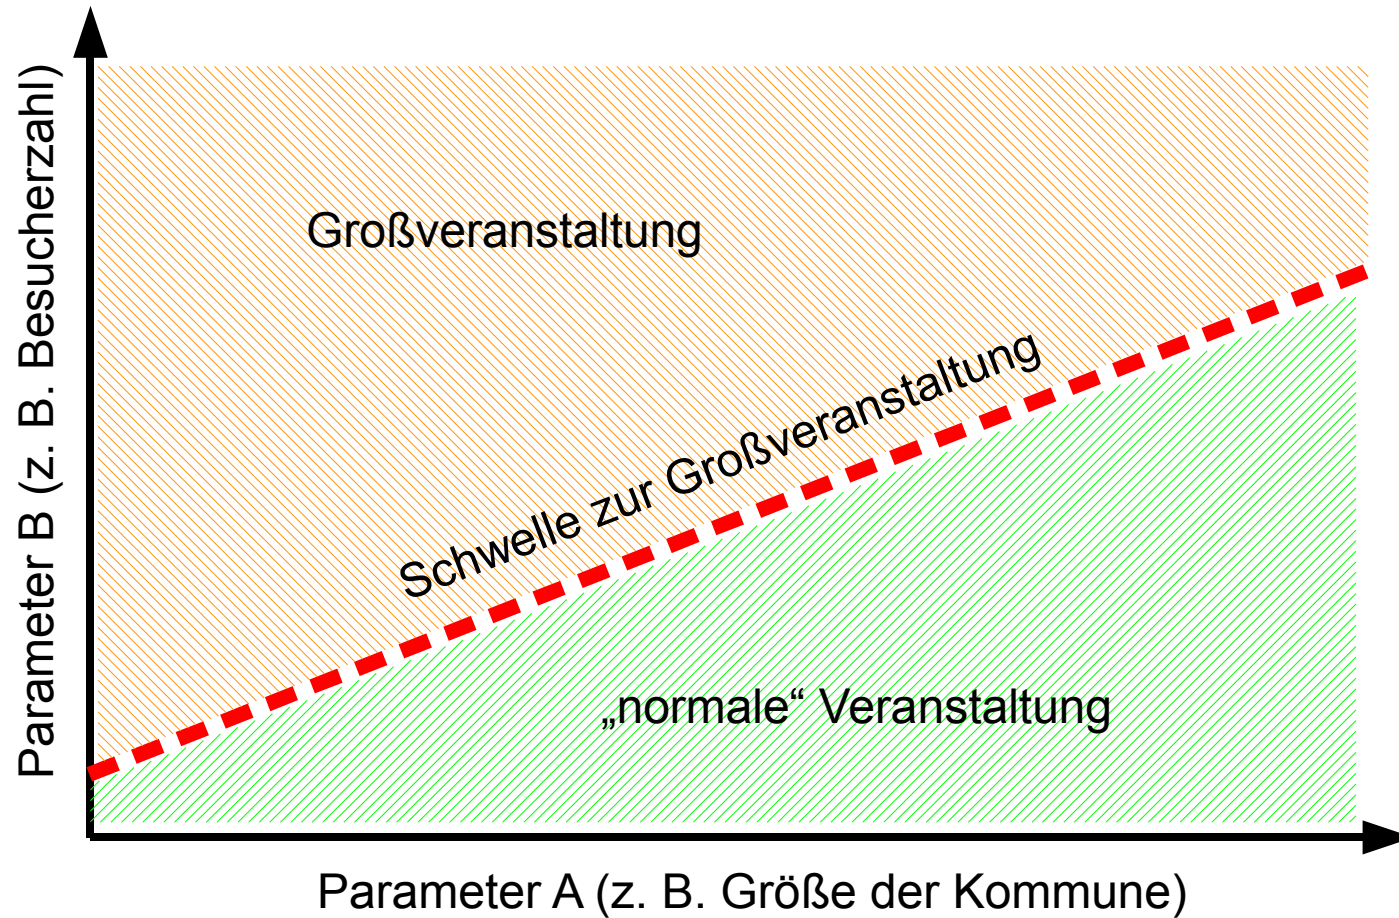 Parameter B (z. B. Besucherzahl)
Großveranstaltung
Schwelle zur Großveranstaltung
„normale“ Veranstaltung
Parameter A (z. B. Größe der Kommune)